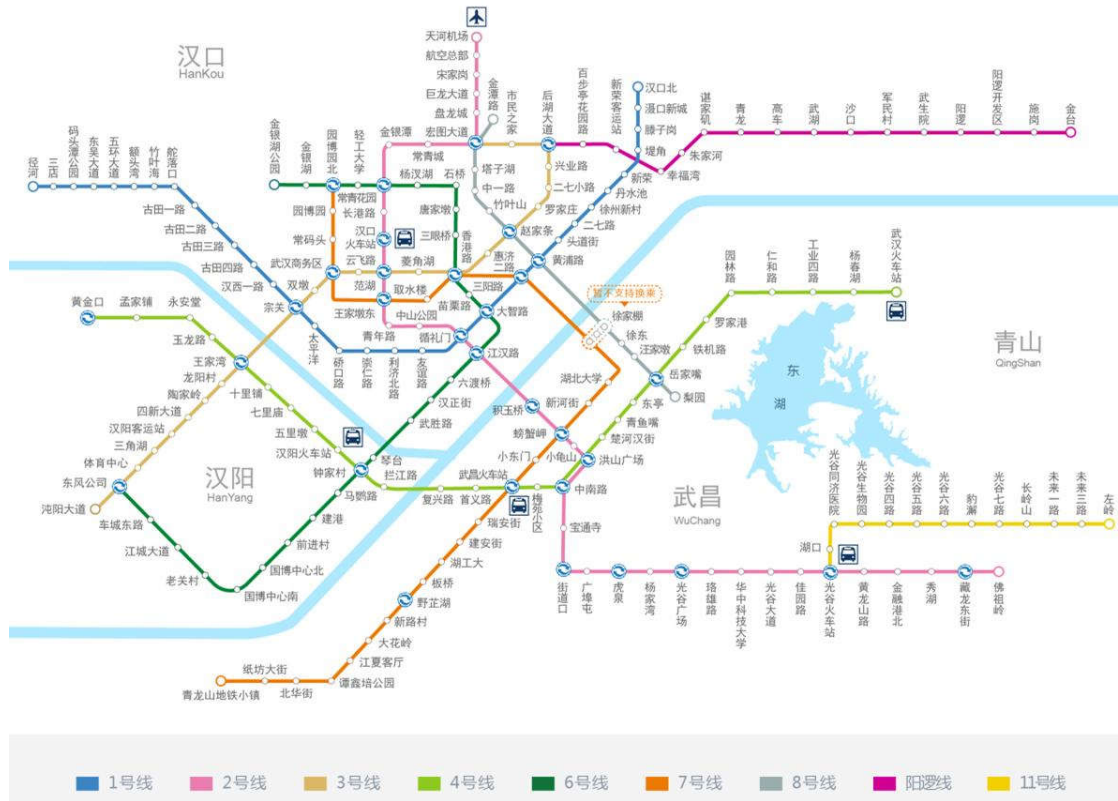 汉口
HanKou
天河机场
航空总部
宋家岗
巨龙大道
盘龙城
宏图大道
金潭路
市民之家
后湖大道
百步亭花园路
新荣客运站
汉口北
滠口新城
滕子岗
堤角
新荣
谌家矶
青龙
高车
武湖
沙口
军民村
武生院
阳逻
阳逻开发区
施岗
金台
朱家河
幸福湾
径河
三店
码头潭公园
东吴大道
五环大道
额头湾
竹叶海
舵落口
古田一路
古田二路
古田三路
古田四路
汉西一路
宗关
双墩
武汉商务区
金银湖公园
金银湖
园博园北
轻工大学
金银潭
常青城
常青花园
杨汊湖
石桥
园博园
长港路
唐家墩
常码头
汉口
火车站
三眼桥
香港路
云飞路
范湖
菱角湖
王家墩东
取水楼
苗栗路
三阳路
惠济
二路
塔子湖
中一路
竹叶山
赵家条
罗家庄
二七小路
兴业路
丹水池
徐州新村
二七路
头道街
黄浦路
大智路
中山公园
青年路
循礼门
江汉路
太平洋
硚口路
崇仁路
利济北路
友谊路
六渡桥
汉正街
武胜路
琴台
暂不支持换乘
徐家棚
徐东
汪家墩
岳家嘴
梨园
湖北大学
新河街
积玉桥
螃蟹岬
小东门
小龟山
洪山广场
中南路
梅苑小区
武昌火车站
首义路
复兴路
拦江路
钟家村
马鹦路
建港
前进村
国博中心北
国博中心南
老关村
江城大道
车城东路
东风公司
沌阳大道
体育中心
三角湖
汉阳客运站
四新大道
陶家岭
龙阳村
王家湾
玉龙路
永安堂
孟家铺
黄金口
十里铺
七里庙
五里墩
汉阳火车站
汉阳
HanYang
东亭
青鱼嘴
楚河汉街
铁机路
罗家港
园林路
仁和路
工业四路
杨春湖
武汉火车站
青山
QingShan
东
湖
武昌
WuChang
宝通寺
街道口
广埠屯
虎泉
杨家湾
光谷广场
珞雄路
华中科技大学
光谷大道
佳园路
光谷火车站
黄龙山路
金融港北
秀湖
藏龙东街
佛祖岭
湖口
光谷同济医院
光谷生物园
光谷四路
光谷五路
光谷六路
豹澥
光谷七路
长岭山
未来一路
未来三路
左岭
瑞安街
建安街
湖工大
板桥
野芷湖
新路村
大花岭
江夏客厅
谭鑫培公园
北华街
纸坊大街
青龙山地铁小镇
1号线
2号线
3号线
4号线
6号线
7号线
8号线
阳逻线
11号线